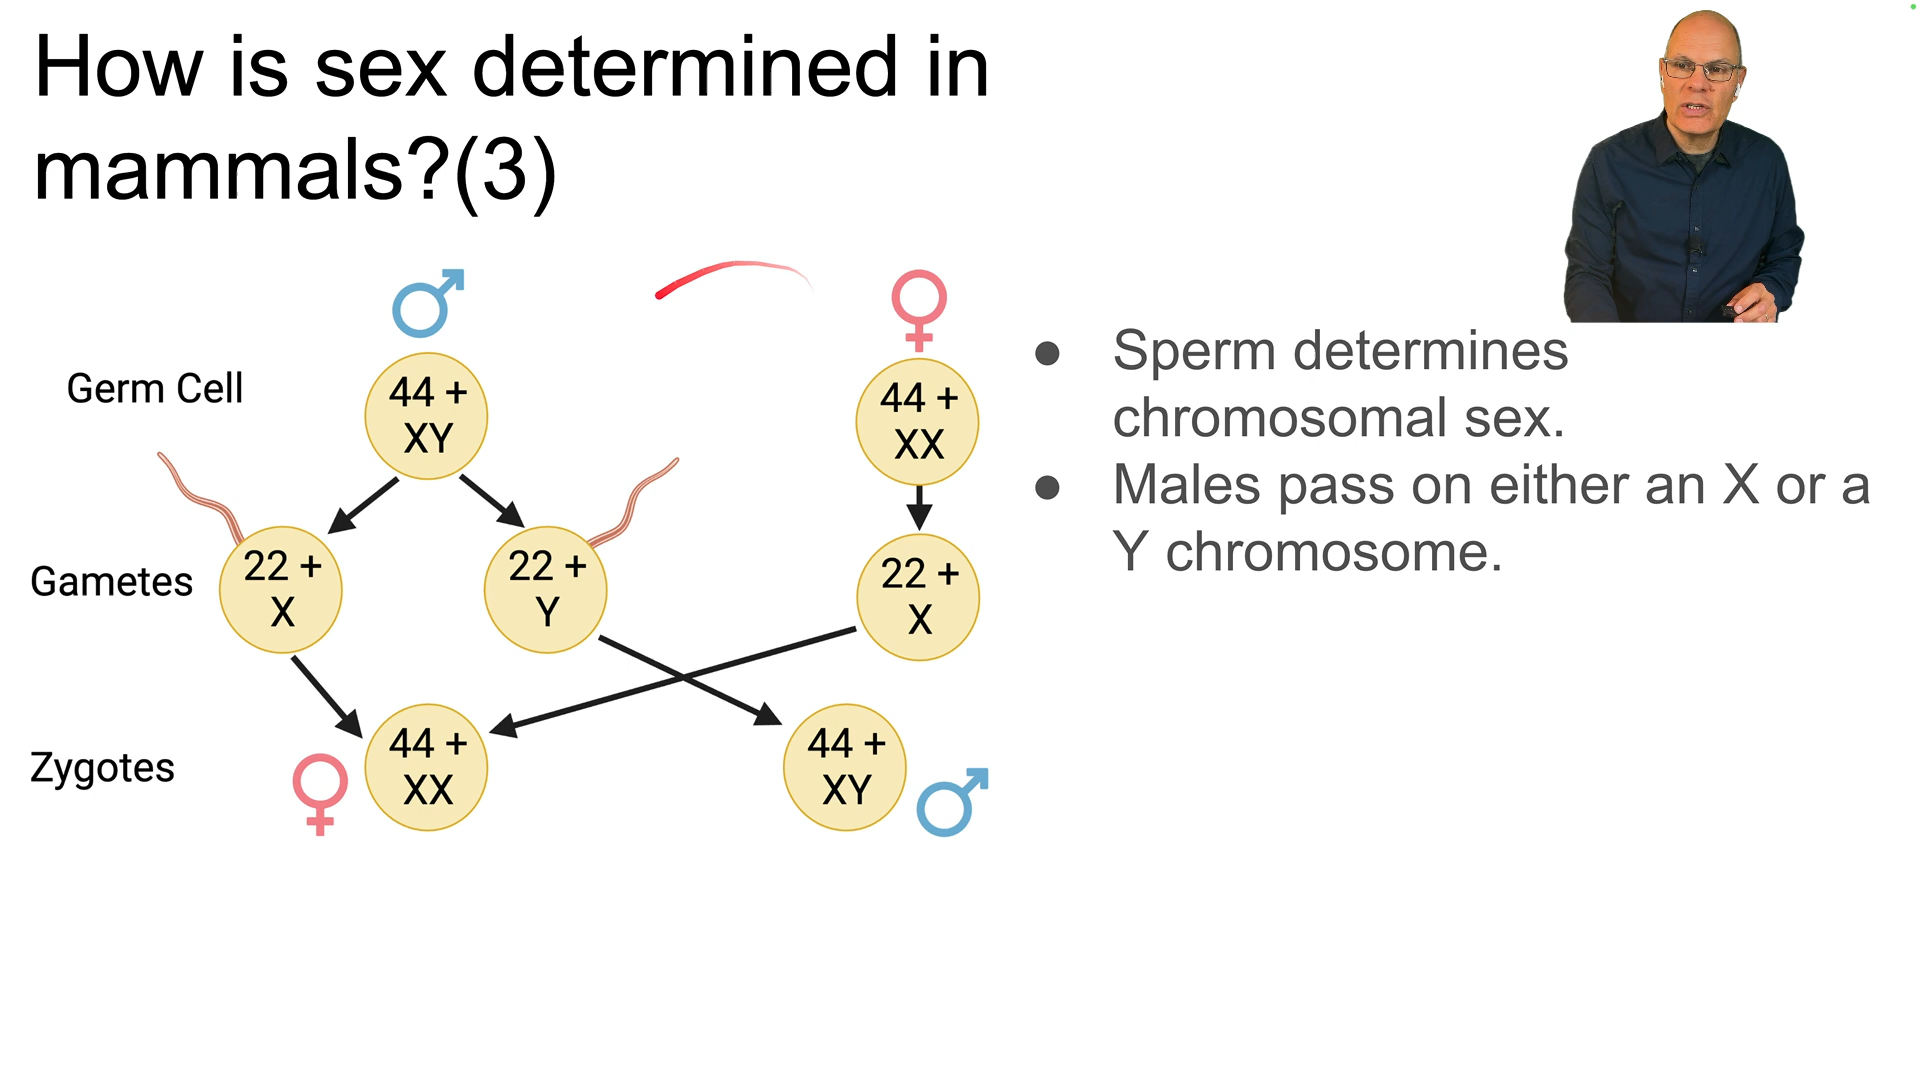 How is sex determined in
mammals?(3)
Germ Cell
44 +
XY
44 +
XX
Gametes
22 +
X
22 +
Y
22 +
X
Zygotes
44 +
XX
44 +
XY
● Sperm determines
chromosomal sex.
● Males pass on either an X or a
Y chromosome.